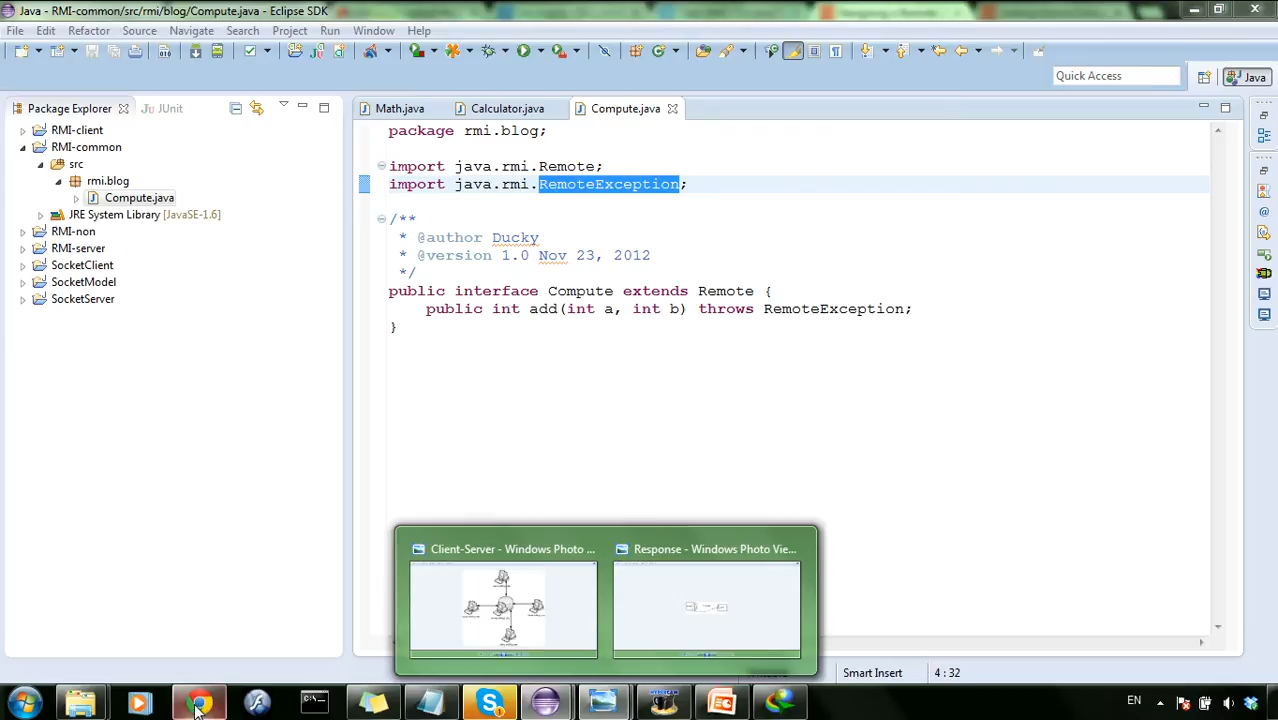 Java - RMI-common/src/rmi/blog/Compute.java - Eclipse SDK
File Edit Refactor Source Navigate Search Project Run Window Help
Quick Access
Java
Package Explorer
JUnit
Math.java
Calculator.java
Compute.java
RMI-client
RMI-common
src
rmi.blog
Compute.java
JRE System Library [JavaSE-1.6]
RMI-non
RMI-server
SocketClient
SocketModel
SocketServer
package rmi.blog;
import java.rmi.Remote;
import java.rmi.RemoteException;
/**
* @author Ducky
* @version 1.0 Nov 23, 2012
*/
public interface Compute extends Remote {
public int add(int a, int b) throws RemoteException;
}
Client-Server - Windows Photo ...
Response - Windows Photo Vie...
Smart Insert
4 : 32
EN